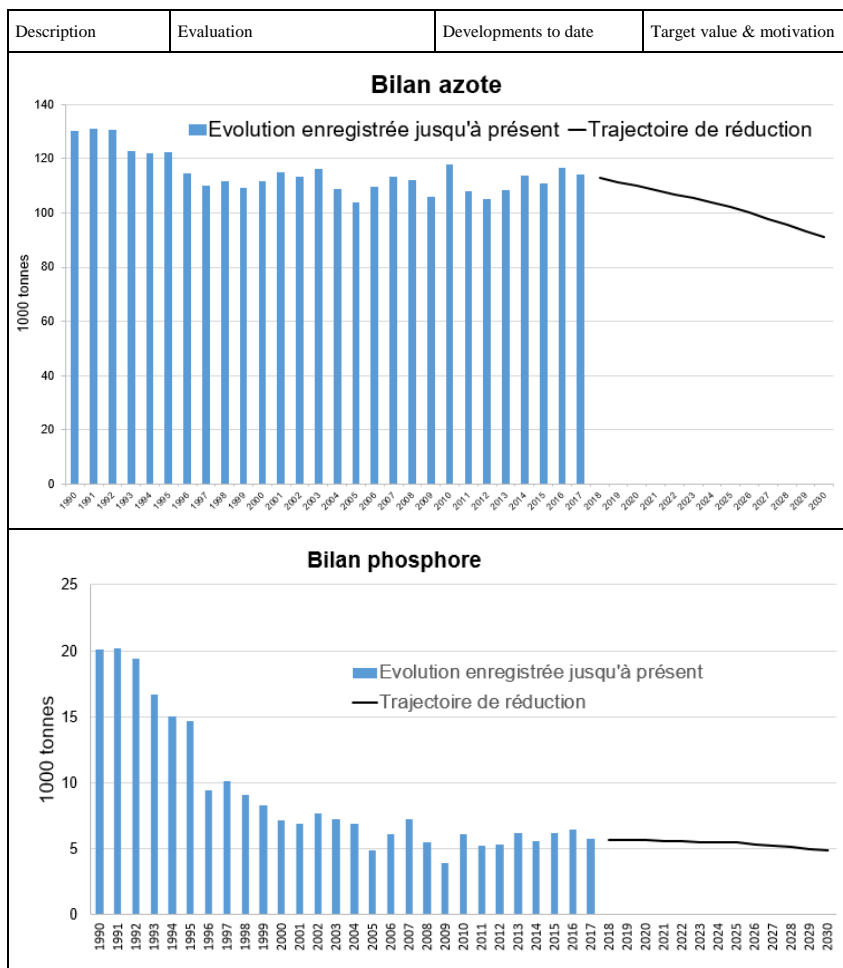 Description Evaluation Developments to date Target value & motivation
Bilan azote
Evolution enregistrée jusqu'à présent Trajectoire de réduction
1000 tonnes
140
120
100
80
60
40
20
0
1990 1991 1992 1993 1994 1995 1996 1997 1998 1999 2000 2001 2002 2003 2004 2005 2006 2007 2008 2009 2010 2011 2012 2013 2014 2015 2016 2017 2018 2019 2020 2021 2022 2023 2024 2025 2026 2027 2028 2029 2030
Bilan phosphore
Evolution enregistrée jusqu'à présent
Trajectoire de réduction
1000 tonnes
25
20
15
10
5
0
1990 1991 1992 1993 1994 1995 1996 1997 1998 1999 2000 2001 2002 2003 2004 2005 2006 2007 2008 2009 2010 2011 2012 2013 2014 2015 2016 2017 2018 2019 2020 2021 2022 2023 2024 2025 2026 2027 2028 2029 2030